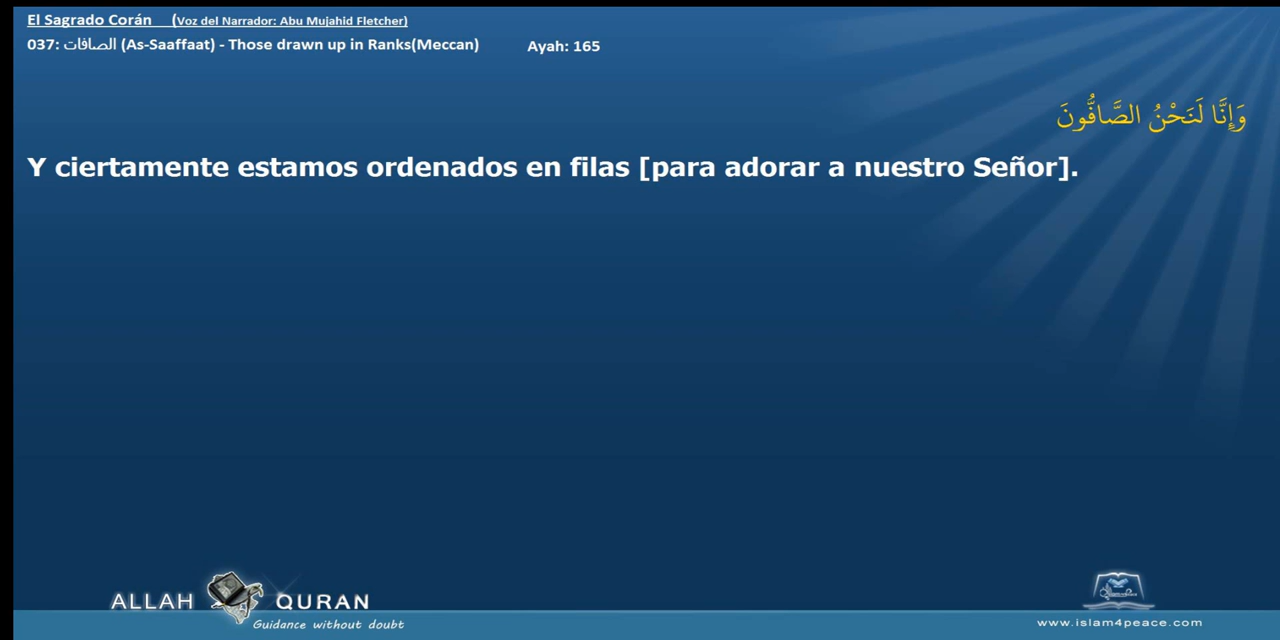 El Sagrado Corán (Voz del Narrador: Abu Mujahid Fletcher)
037: الصافات (As-Saaffaat) - Those drawn up in Ranks(Meccan) Ayah: 165
وَإِنَّا لَنَحْنُ الصَّافُّونَ
Y ciertamente estamos ordenados en filas [para adorar a nuestro Señor].
ALLAH QURAN
Guidance without doubt
www.islam4peace.com